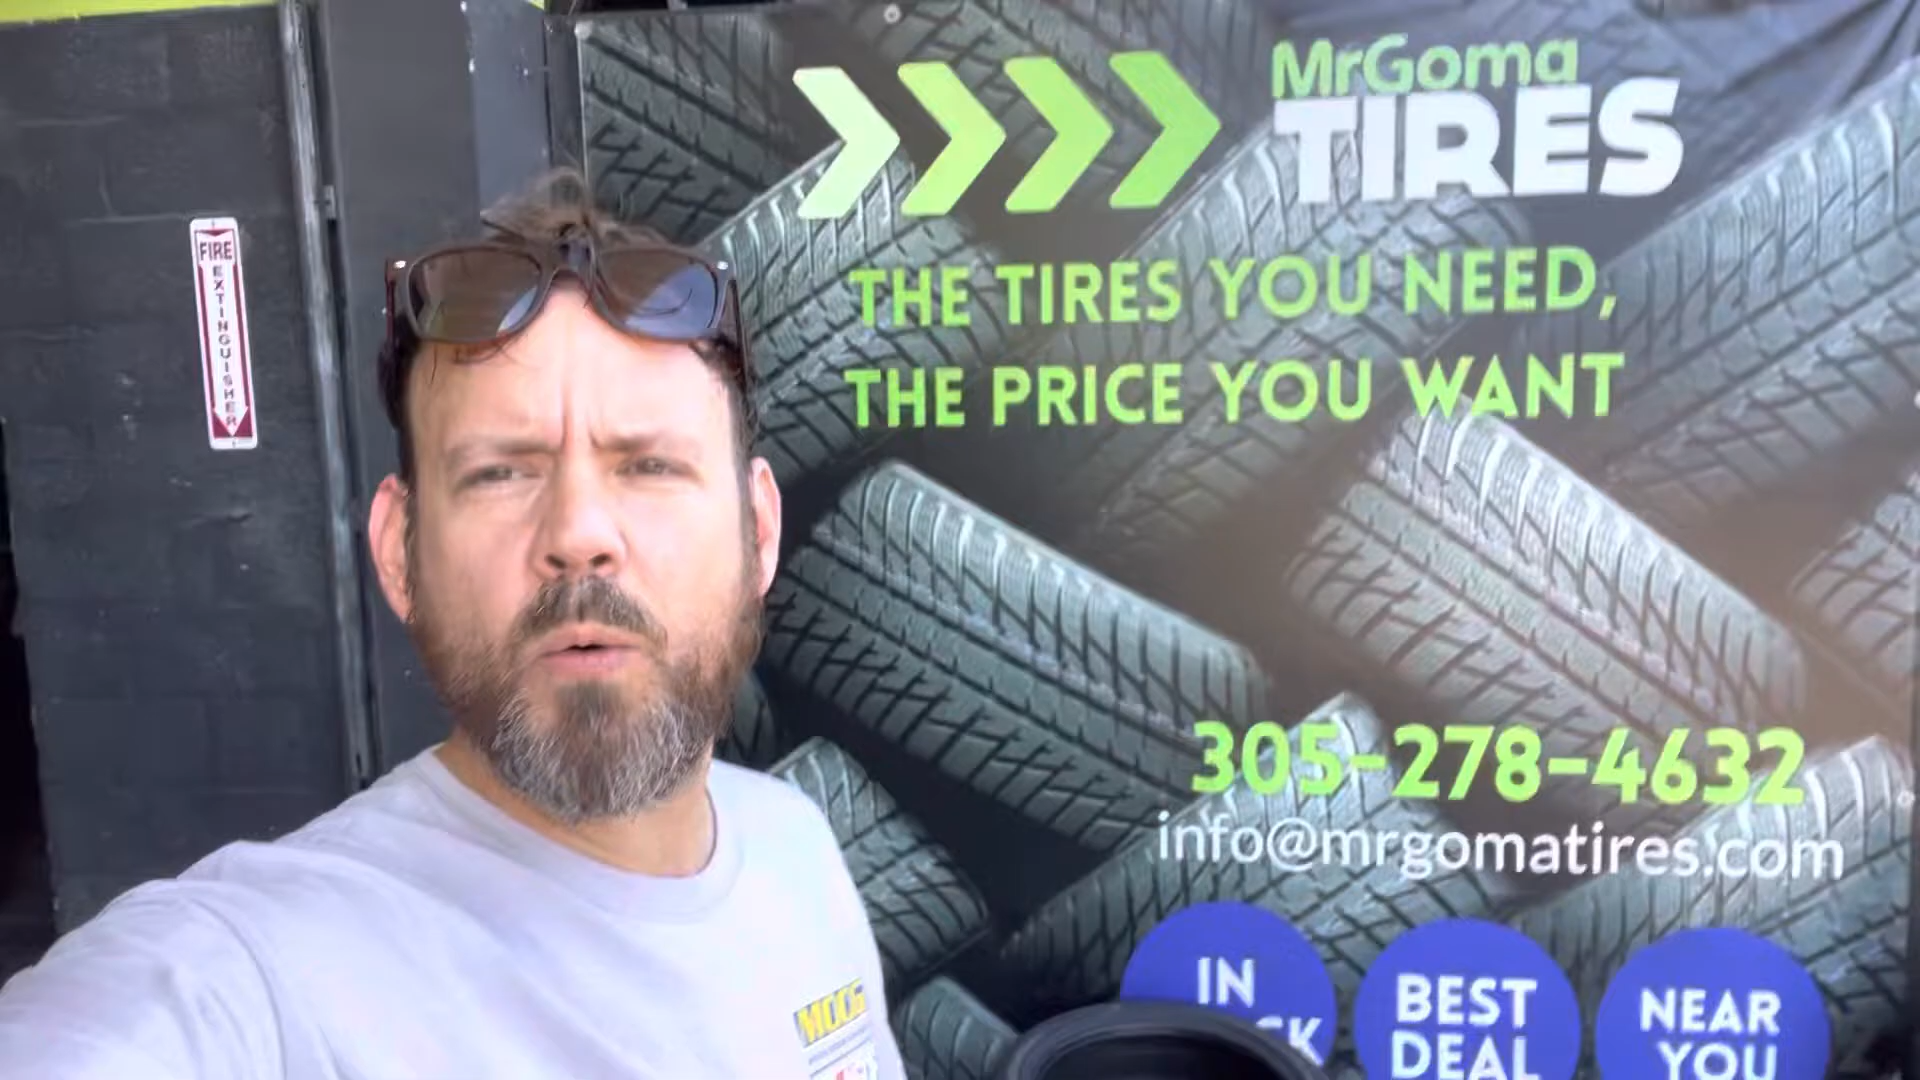 MrGoma
TIRES
THE TIRES YOU NEED,
THE PRICE YOU WANT
305-278-4632
info@mrgomatires.com
IN
BEST
DEAL
NEAR
YOU
FIRE
EXTINGUISHER
MOOG